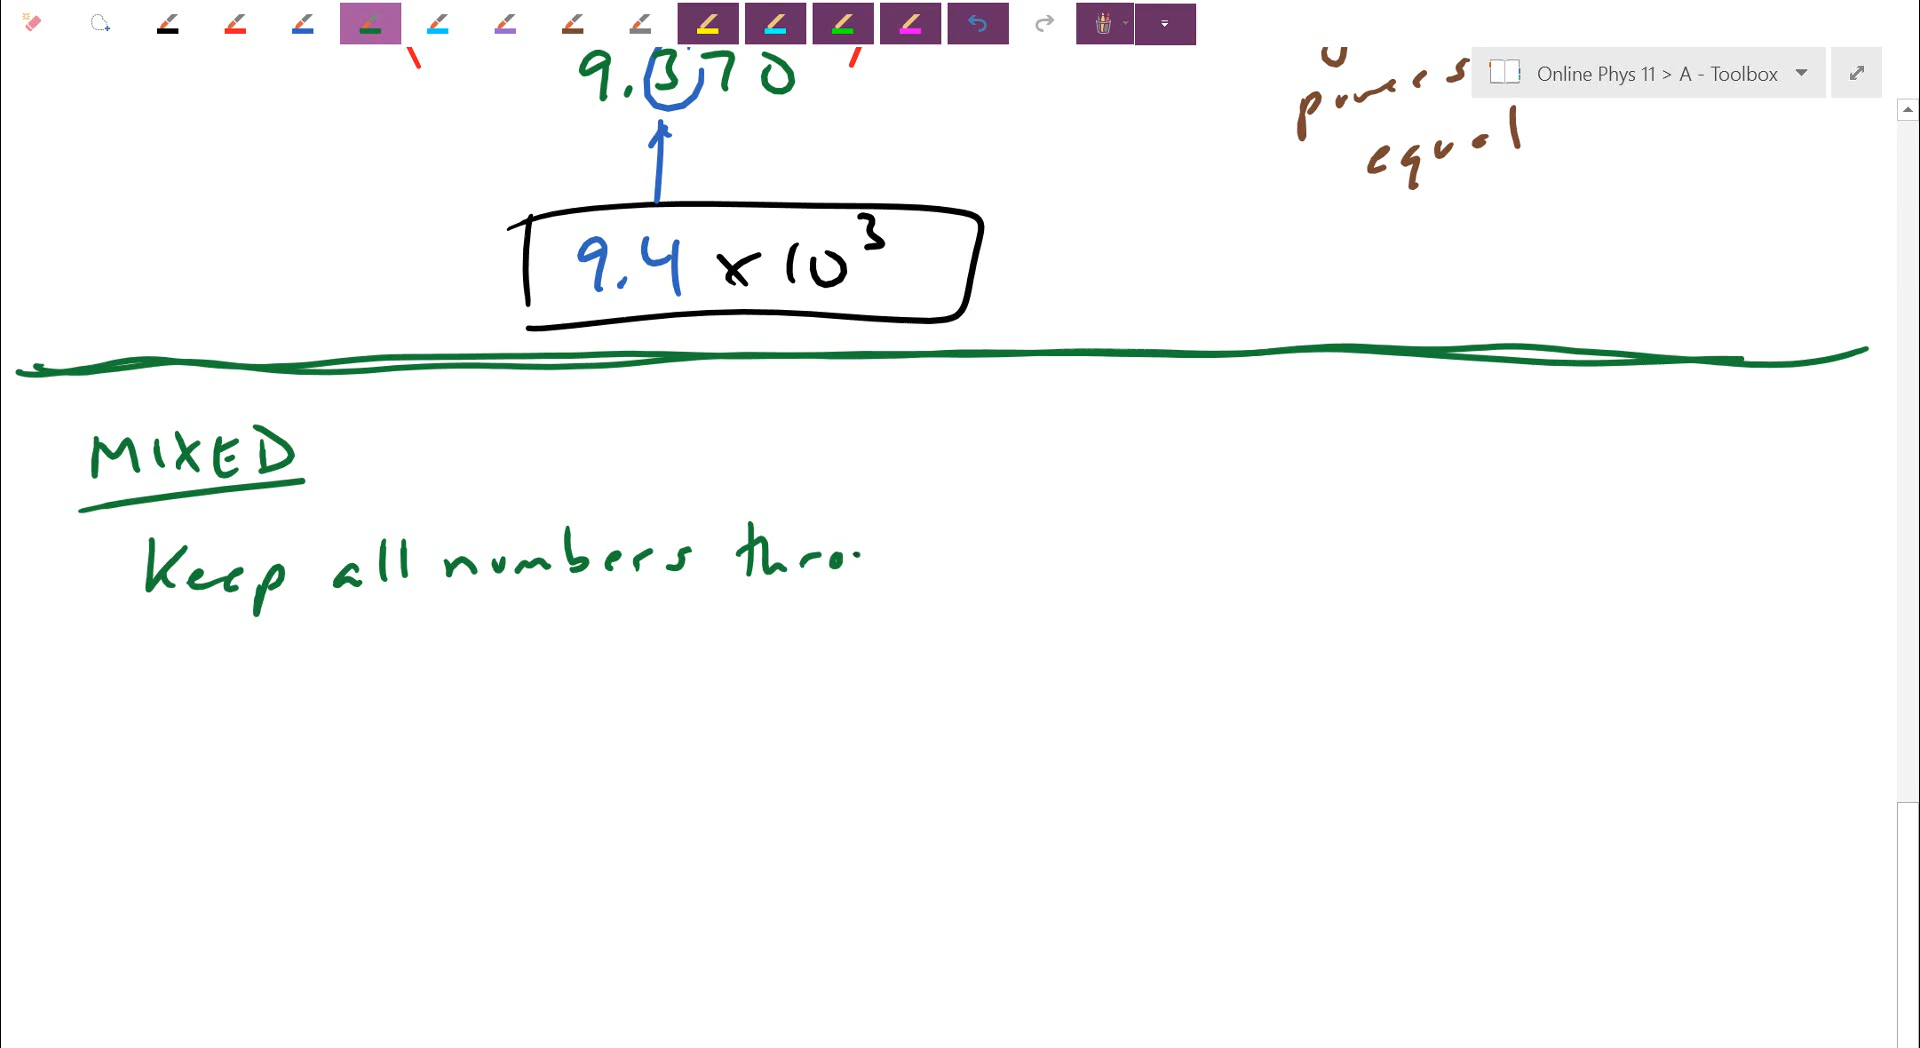 9.370
Online Phys 11 > A - Toolbox
powers
equal
9.4 x 10³
MIXED
Keep all numbers thro